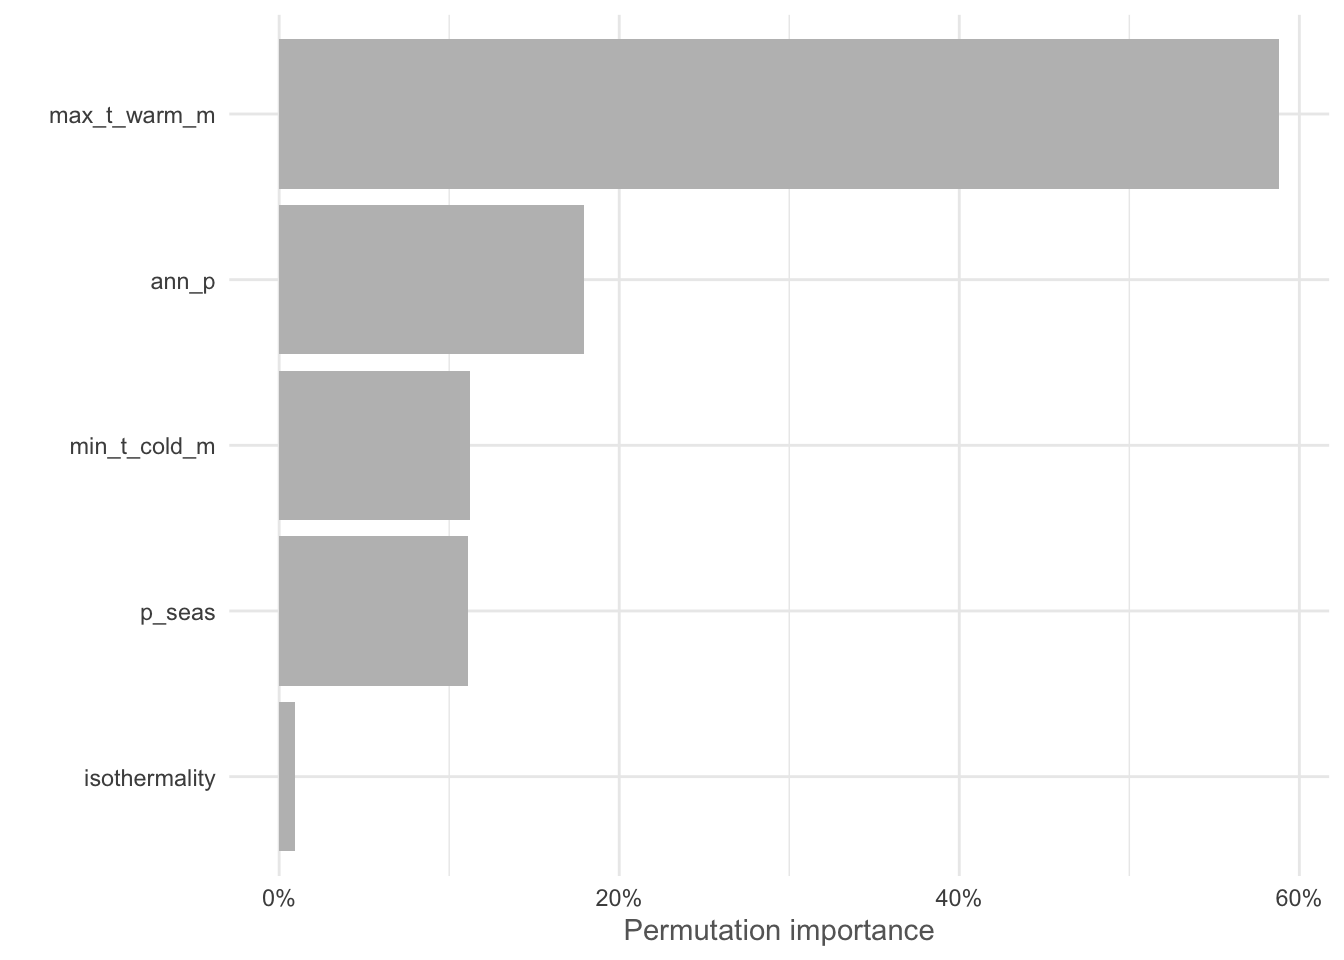 max_t_warm_m
ann_p
min_t_cold_m
p_seas
isothermality
0% 20% 40% 60%
Permutation importance